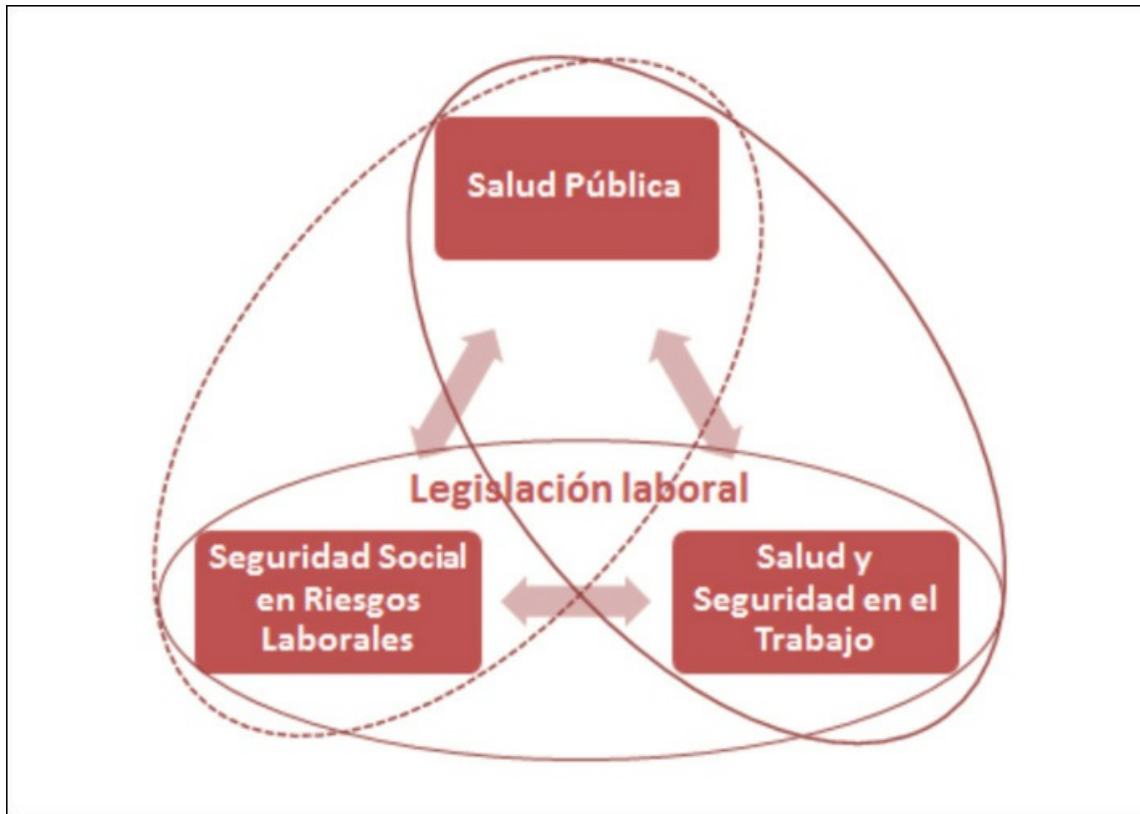 Salud Pública
Legislación laboral
Seguridad Social
en Riesgos
Laborales
Salud y
Seguridad en el
Trabajo